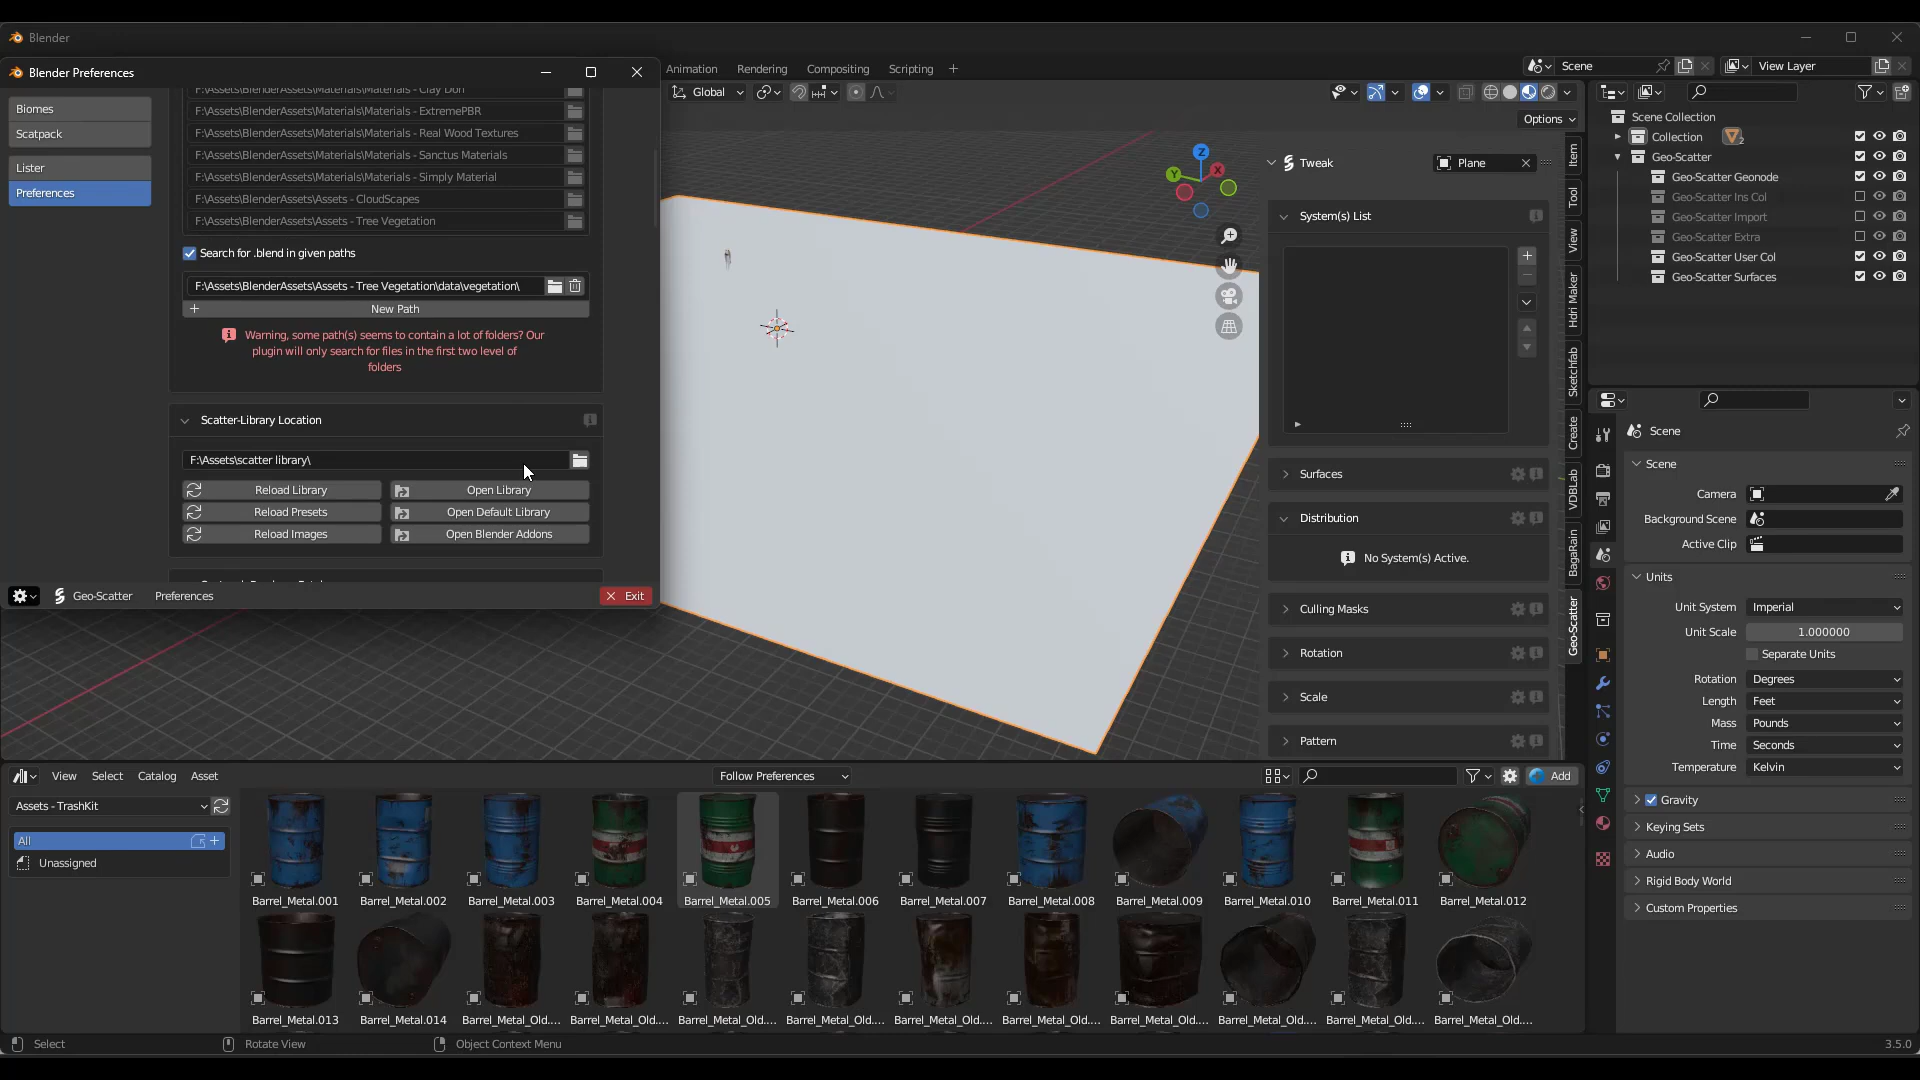 Blender
Blender Preferences
Animation
Rendering
Compositing
Scripting
Scene
View Layer
Biomes
Scatpack
Lister
Preferences
F:\Assets\BlenderAssets\Materials\Materials - Clay Doh
F:\Assets\BlenderAssets\Materials\Materials - ExtremePBR
F:\Assets\BlenderAssets\Materials\Materials - Real Wood Textures
F:\Assets\BlenderAssets\Materials\Materials - Sanctus Materials
F:\Assets\BlenderAssets\Materials\Materials - Simply Material
F:\Assets\BlenderAssets\Assets - CloudScapes
F:\Assets\BlenderAssets\Assets - Tree Vegetation
Search for .blend in given paths
F:\Assets\BlenderAssets\Assets - Tree Vegetation\data\vegetation\
New Path
Warning, some path(s) seems to contain a lot of folders? Our
plugin will only search for files in the first two level of
folders
Scatter-Library Location
F:\Assets\scatter library\
Reload Library
Open Library
Reload Presets
Open Default Library
Reload Images
Open Blender Addons
Geo-Scatter
Preferences
Exit
Global
Options
Z
X
Y
Tweak
Plane
System(s) List
Surfaces
Distribution
No System(s) Active.
Culling Masks
Rotation
Scale
Pattern
Item
Tool
View
Hdri Maker
Sketchfab
Create
VDBLab
BagaRain
Geo-Scatter
Scene Collection
Collection
2
Geo-Scatter
Geo-Scatter Geonode
Geo-Scatter Ins Col
Geo-Scatter Import
Geo-Scatter Extra
Geo-Scatter User Col
Geo-Scatter Surfaces
Scene
Scene
Camera
Background Scene
Active Clip
Units
Unit System
Imperial
Unit Scale
1.000000
Separate Units
Rotation
Degrees
Length
Feet
Mass
Pounds
Time
Seconds
Temperature
Kelvin
Gravity
Keying Sets
Audio
Rigid Body World
Custom Properties
View
Select
Catalog
Asset
Follow Preferences
Add
Assets - TrashKit
All
Unassigned
Barrel_Metal.001
Barrel_Metal.002
Barrel_Metal.003
Barrel_Metal.004
Barrel_Metal.005
Barrel_Metal.006
Barrel_Metal.007
Barrel_Metal.008
Barrel_Metal.009
Barrel_Metal.010
Barrel_Metal.011
Barrel_Metal.012
Barrel_Metal.013
Barrel_Metal.014
Barrel_Metal_Old....
Barrel_Metal_Old....
Barrel_Metal_Old....
Barrel_Metal_Old....
Barrel_Metal_Old....
Barrel_Metal_Old....
Barrel_Metal_Old....
Barrel_Metal_Old....
Barrel_Metal_Old....
Barrel_Metal_Old....
Select
Rotate View
Object Context Menu
3.5.0